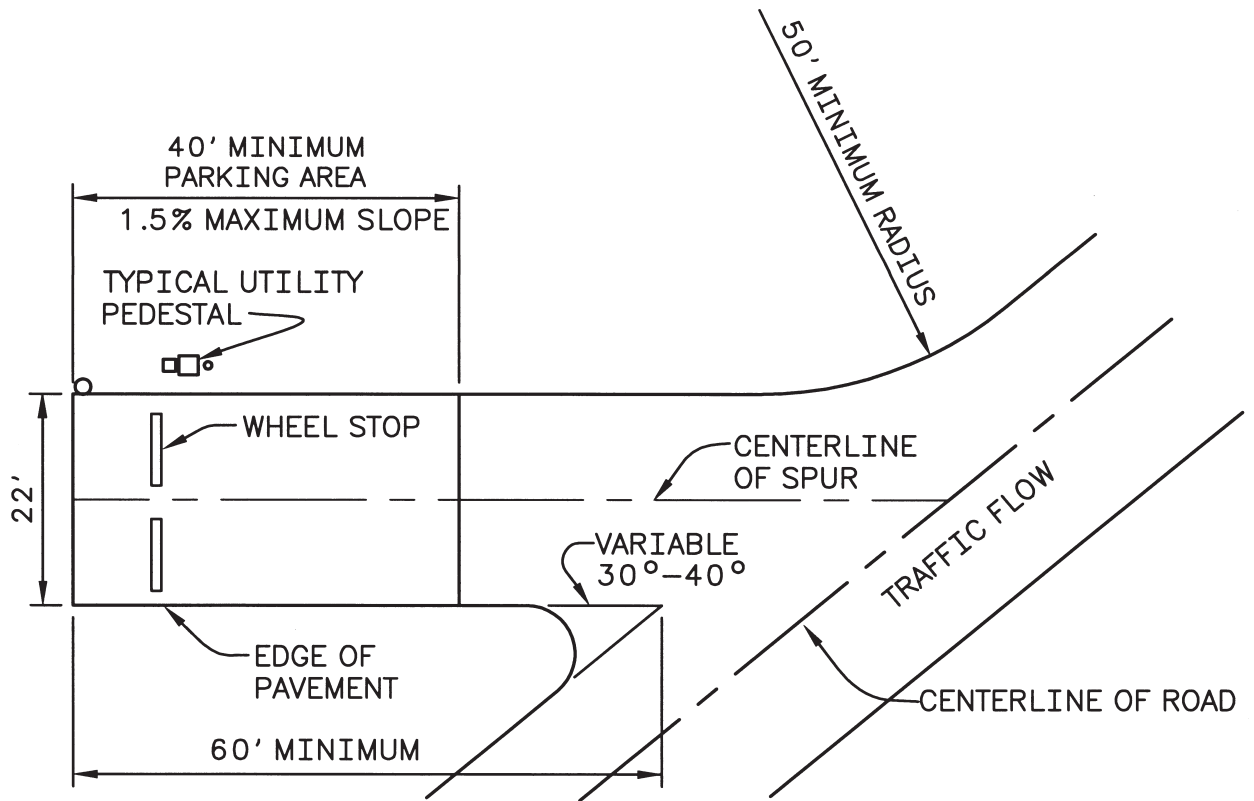 50' MINIMUM RADIUS
40' MINIMUM
PARKING AREA
1.5% MAXIMUM SLOPE
TYPICAL UTILITY
PEDESTAL
WHEEL STOP
CENTERLINE
OF SPUR
22'
TRAFFIC FLOW
VARIABLE
30°-40°
EDGE OF
PAVEMENT
CENTERLINE OF ROAD
60' MINIMUM